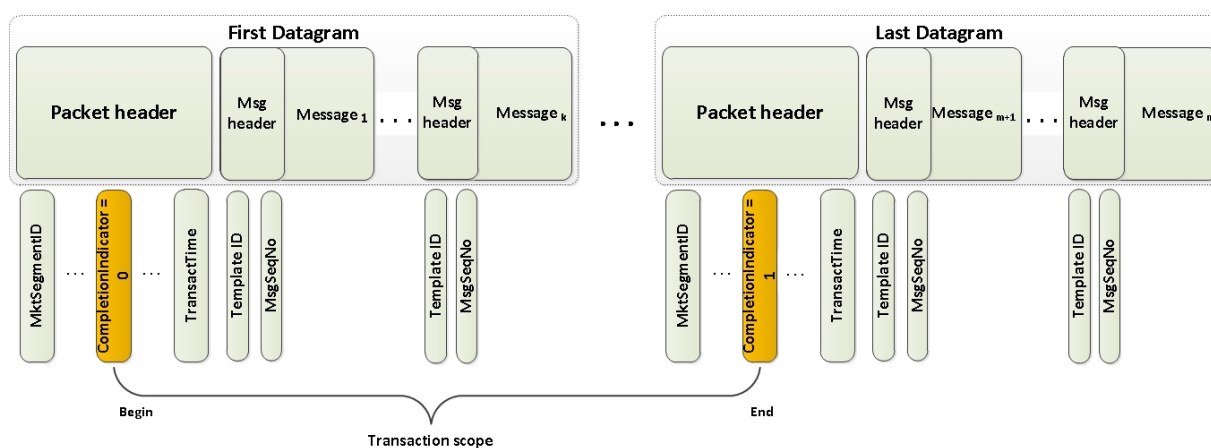 First Datagram
Last Datagram
Packet header
Msg header
Message 1
...
Msg header
Message k
...
Packet header
Msg header
Message m+1
...
Msg header
Message n
MktSegmentID
...
CompletionIndicator = 0
...
TransactTime
Template ID
MsgSeqNo
Template ID
MsgSeqNo
MktSegmentID
...
CompletionIndicator = 1
...
TransactTime
Template ID
MsgSeqNo
Template ID
MsgSeqNo
Begin
End
Transaction scope